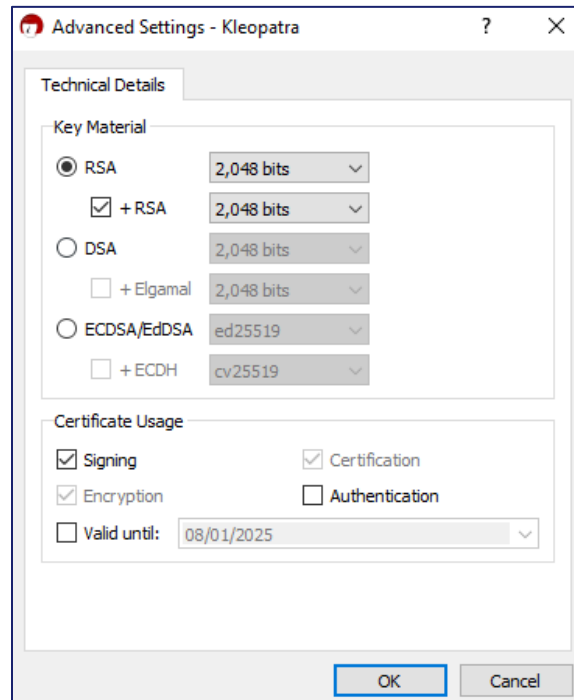 Advanced Settings - Kleopatra ?
Technical Details
Key Material
RSA 2,048 bits
+ RSA 2,048 bits
DSA 2,048 bits
+ Elgamal 2,048 bits
ECDSA/EdDSA ed25519
+ ECDH cv25519
Certificate Usage
Signing Certification
Encryption Authentication
Valid until: 08/01/2025
OK Cancel